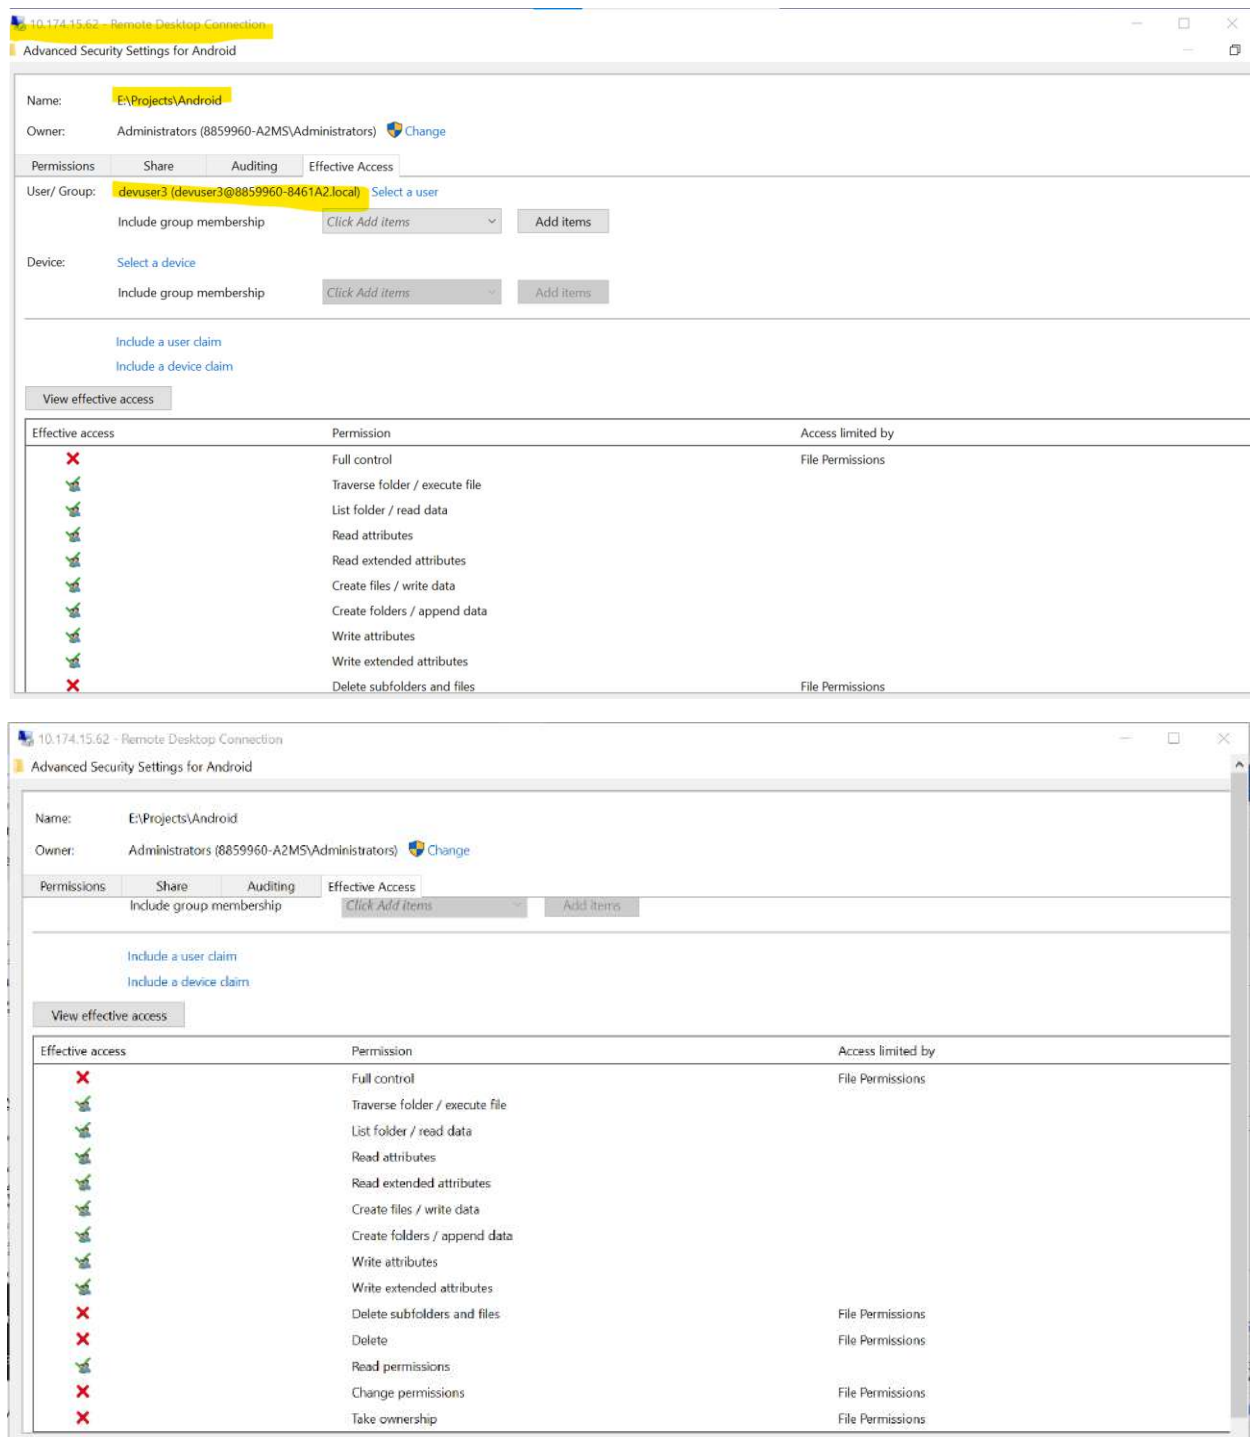 10.174.15.62 - Remote Desktop Connection
Advanced Security Settings for Android
Name: E:\Projects\Android
Owner: Administrators (8859960-A2MS\Administrators) Change
Permissions Share Auditing Effective Access
User/ Group: devuser3 (devuser3@8859960-8461A2.local) Select a user
Include group membership Click Add items Add items
Device: Select a device
Include group membership Click Add items Add items
Include a user claim
Include a device claim
View effective access
Effective access Permission Access limited by
Full control File Permissions
Traverse folder / execute file
List folder / read data
Read attributes
Read extended attributes
Create files / write data
Create folders / append data
Write attributes
Write extended attributes
Delete subfolders and files File Permissions
10.174.15.62 - Remote Desktop Connection
Advanced Security Settings for Android
Name: E:\Projects\Android
Owner: Administrators (8859960-A2MS\Administrators) Change
Permissions Share Auditing Effective Access
Include group membership Click Add items Add items
Include a user claim
Include a device claim
View effective access
Effective access Permission Access limited by
Full control File Permissions
Traverse folder / execute file
List folder / read data
Read attributes
Read extended attributes
Create files / write data
Create folders / append data
Write attributes
Write extended attributes
Delete subfolders and files File Permissions
Delete File Permissions
Read permissions
Change permissions File Permissions
Take ownership File Permissions